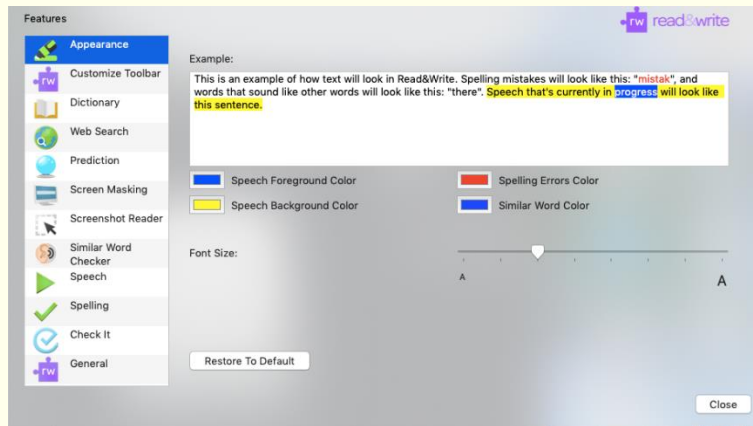 Features
rw read&write
Appearance
Customize Toolbar
Dictionary
Web Search
Prediction
Screen Masking
Screenshot Reader
Similar Word
Checker
Speech
Spelling
Check It
General
Example:
This is an example of how text will look in Read&Write. Spelling mistakes will look like this: "mistak", and
words that sound like other words will look like this: "there". Speech that's currently in progress will look like
this sentence.
Speech Foreground Color
Spelling Errors Color
Speech Background Color
Similar Word Color
Font Size:
A
A
Restore To Default
Close